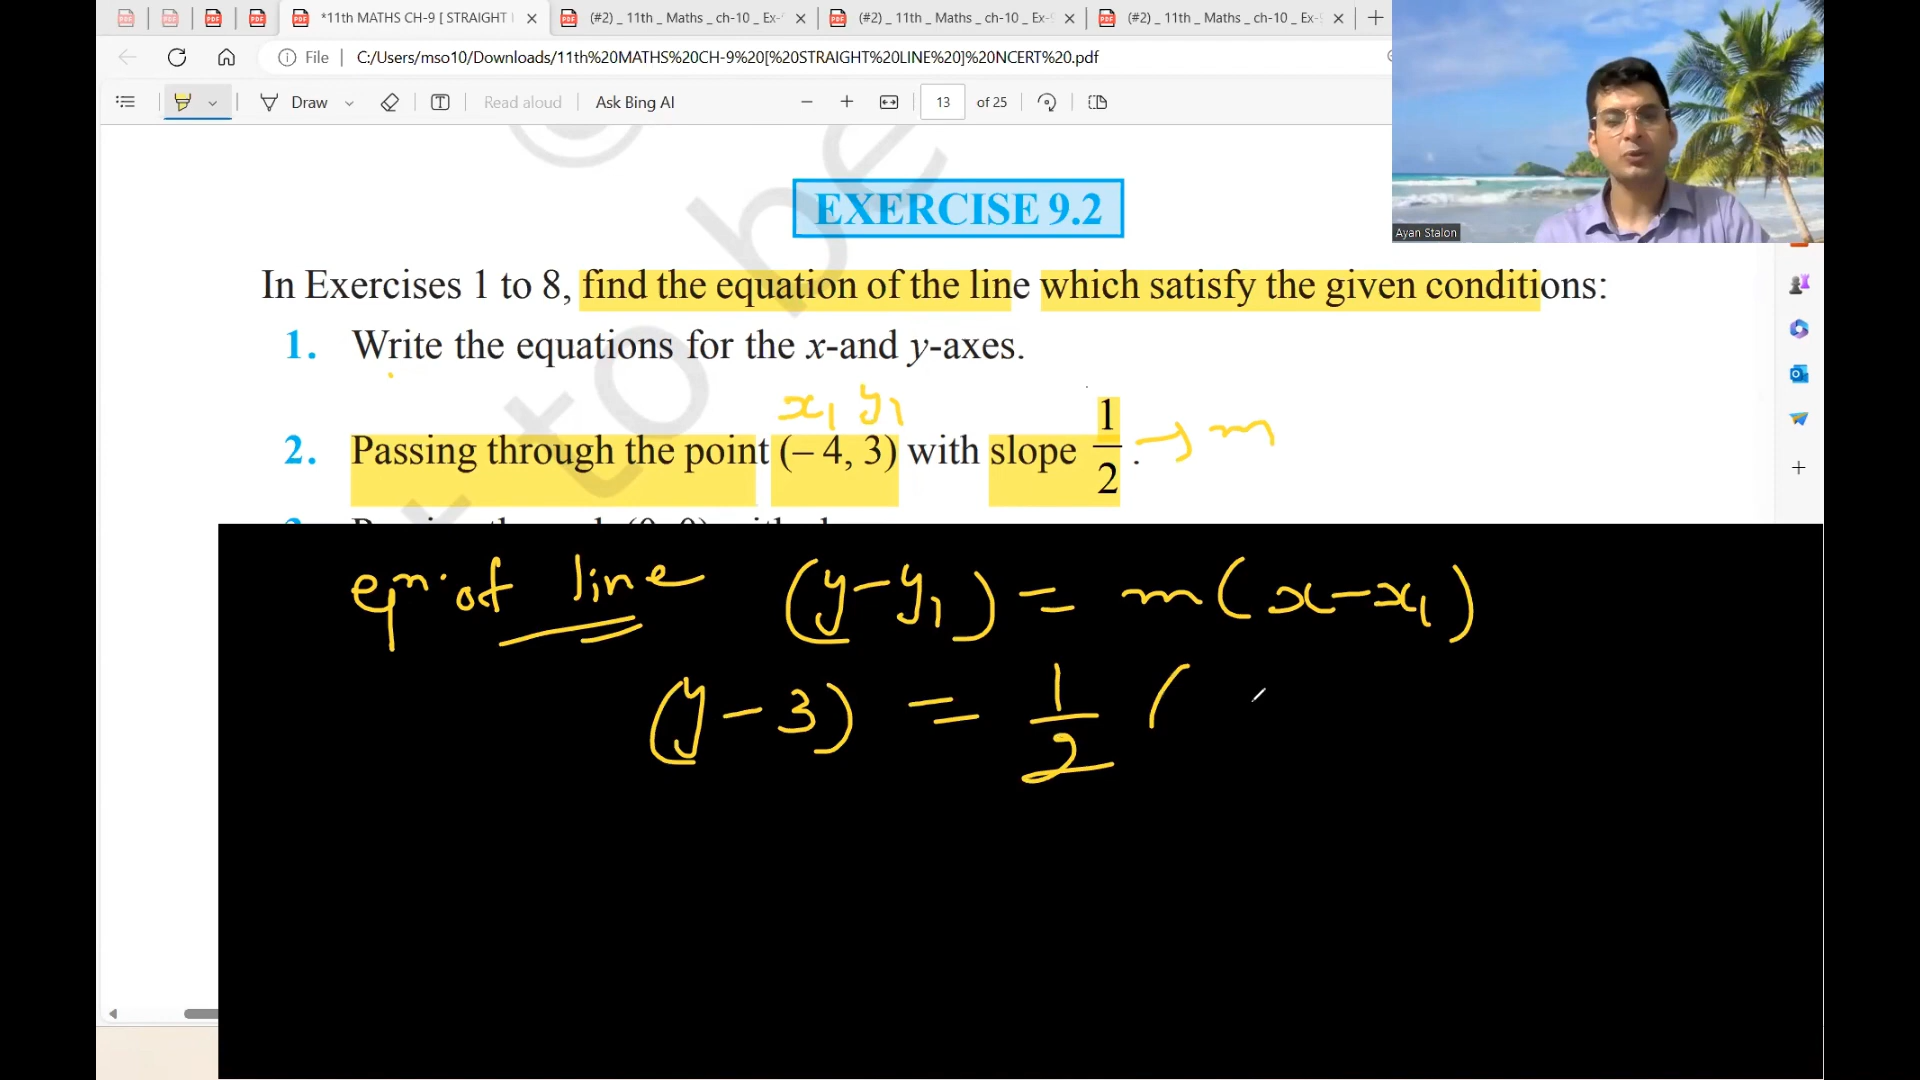 *11th MATHS CH-9 [ STRAIGHT
(#2) _ 11th _ Maths _ ch-10 _ Ex-
(#2) _ 11th _ Maths _ ch-10 _ Ex-
(#2) _ 11th _ Maths _ ch-10 _ Ex-
File | C:/Users/mso10/Downloads/11th%20MATHS%20CH-9%20[%20STRAIGHT%20LINE%20]%20NCERT%20.pdf
Draw Read aloud Ask Bing AI 13 of 25
Ayan Stalon
to be
EXERCISE 9.2
In Exercises 1 to 8, find the equation of the line which satisfy the given conditions:
1. Write the equations for the x-and y-axes.
x₁ y₁
2. Passing through the point (– 4, 3) with slope 1/2 . → m
eqn. of line (y-y₁) = m(x-x₁)
(y-3) = 1/2 (